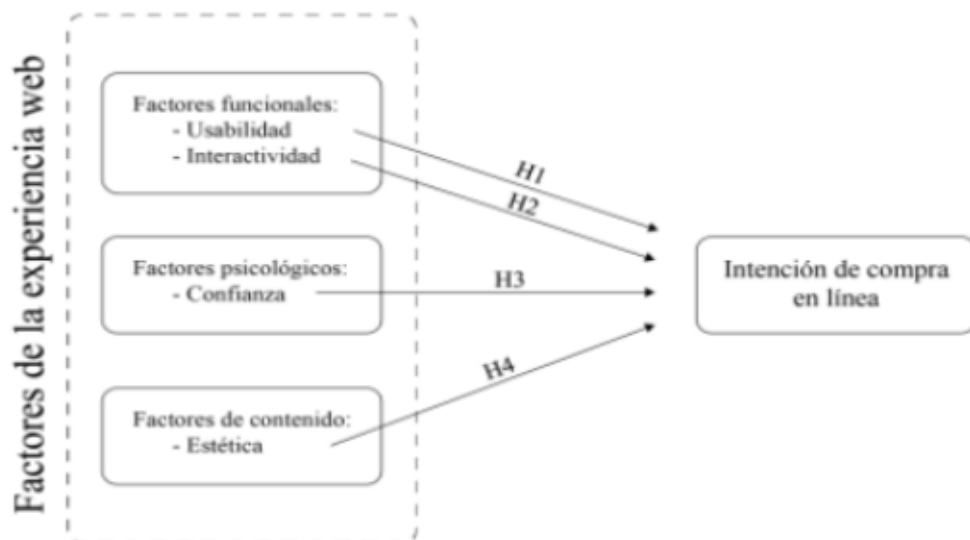 Factores de la experiencia web
Factores funcionales:
- Usabilidad
- Interactividad
Factores psicológicos:
- Confianza
Factores de contenido:
- Estética
H1
H2
H3
H4
Intención de compra
en línea